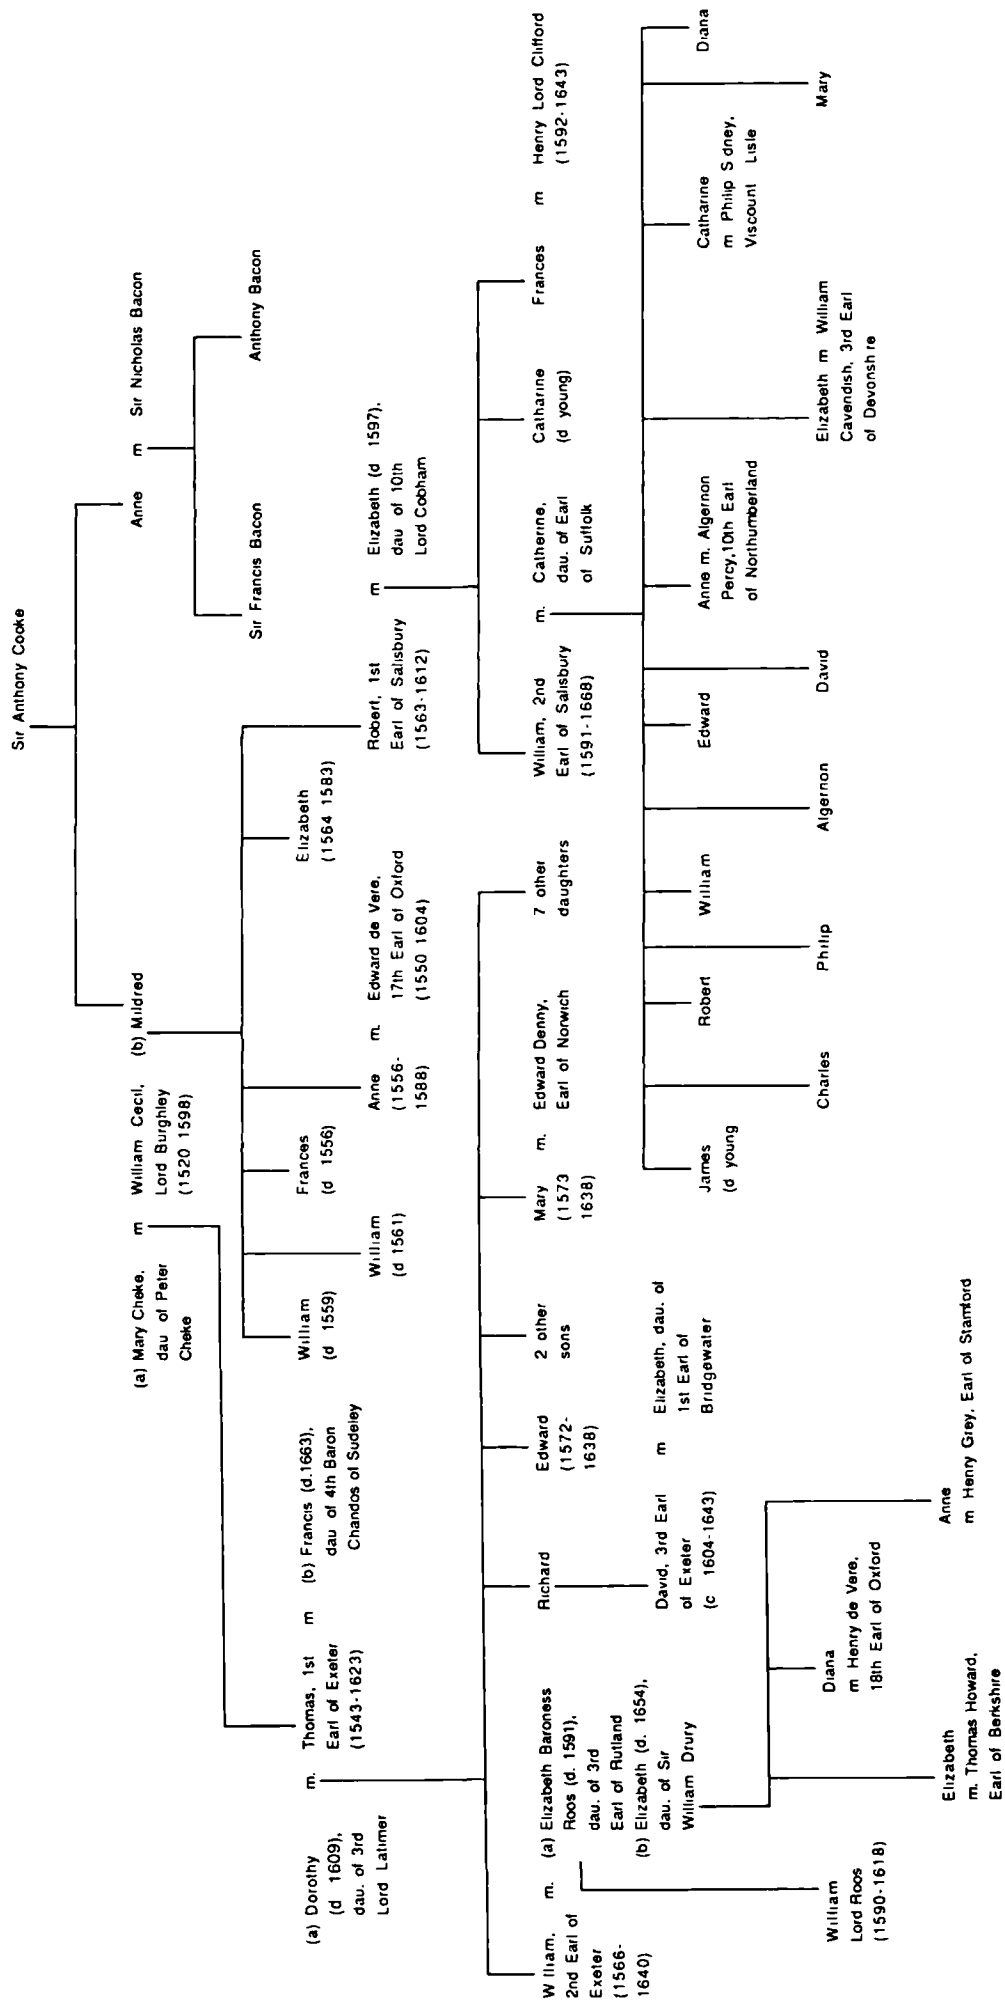 Sir Anthony Cooke
(a) Mary Cheke,
dau of Peter
Cheke
m
William Cecil,
Lord Burghley
(1520 1598)
(b) Mildred
Anne
m
Sir Nicholas Bacon
Sir Francis Bacon
Anthony Bacon
(a) Dorothy
(d 1609),
dau. of 3rd
Lord Latimer
m.
Thomas, 1st
Earl of Exeter
(1543-1623)
m
(b) Francis (d.1663),
dau of 4th Baron
Chandos of Sudeley
William
(d 1559)
William
(d 1561)
Frances
(d 1556)
Anne
(1556-
1588)
m.
Edward de Vere,
17th Earl of Oxford
(1550 1604)
Elizabeth
(1564 1583)
Robert, 1st
Earl of Salisbury
(1563-1612)
m
Elizabeth (d 1597),
dau of 10th
Lord Cobham
W lliam,
2nd Earl of
Exeter
(1566-
1640)
m.
(a) Elizabeth Baroness
Roos (d. 1591),
dau. of 3rd
Earl of Rutland
(b) Elizabeth (d. 1654),
dau. of Sir
William Drury
Richard
Edward
(1572-
1638)
2 other
sons
Mary
(1573
1638)
m.
Edward Denny,
Earl of Norwich
7 other
daughters
William, 2nd
Earl of Salisbury
(1591-1668)
m.
Catherine,
dau. of Earl
of Suffolk
Catharine
(d young)
Frances
m
Henry Lord Clifford
(1592-1643)
David, 3rd Earl
of Exeter
(c 1604-1643)
m
Elizabeth, dau. of
1st Earl of
Bridgewater
James
(d young
Charles
Robert
Philip
William
Algernon
Edward
David
Anne m. Algernon
Percy,10th Earl
of Northumberland
Elizabeth m William
Cavendish, 3rd Earl
of Devonsh re
Catharine
m Philip S dney,
Viscount Lisle
Mary
Diana
William
Lord Roos
(1590-1618)
Elizabeth
m. Thomas Howard,
Earl of Berkshire
Diana
m Henry de Vere,
18th Earl of Oxford
Anne
m Henry Grey, Earl of Stamford